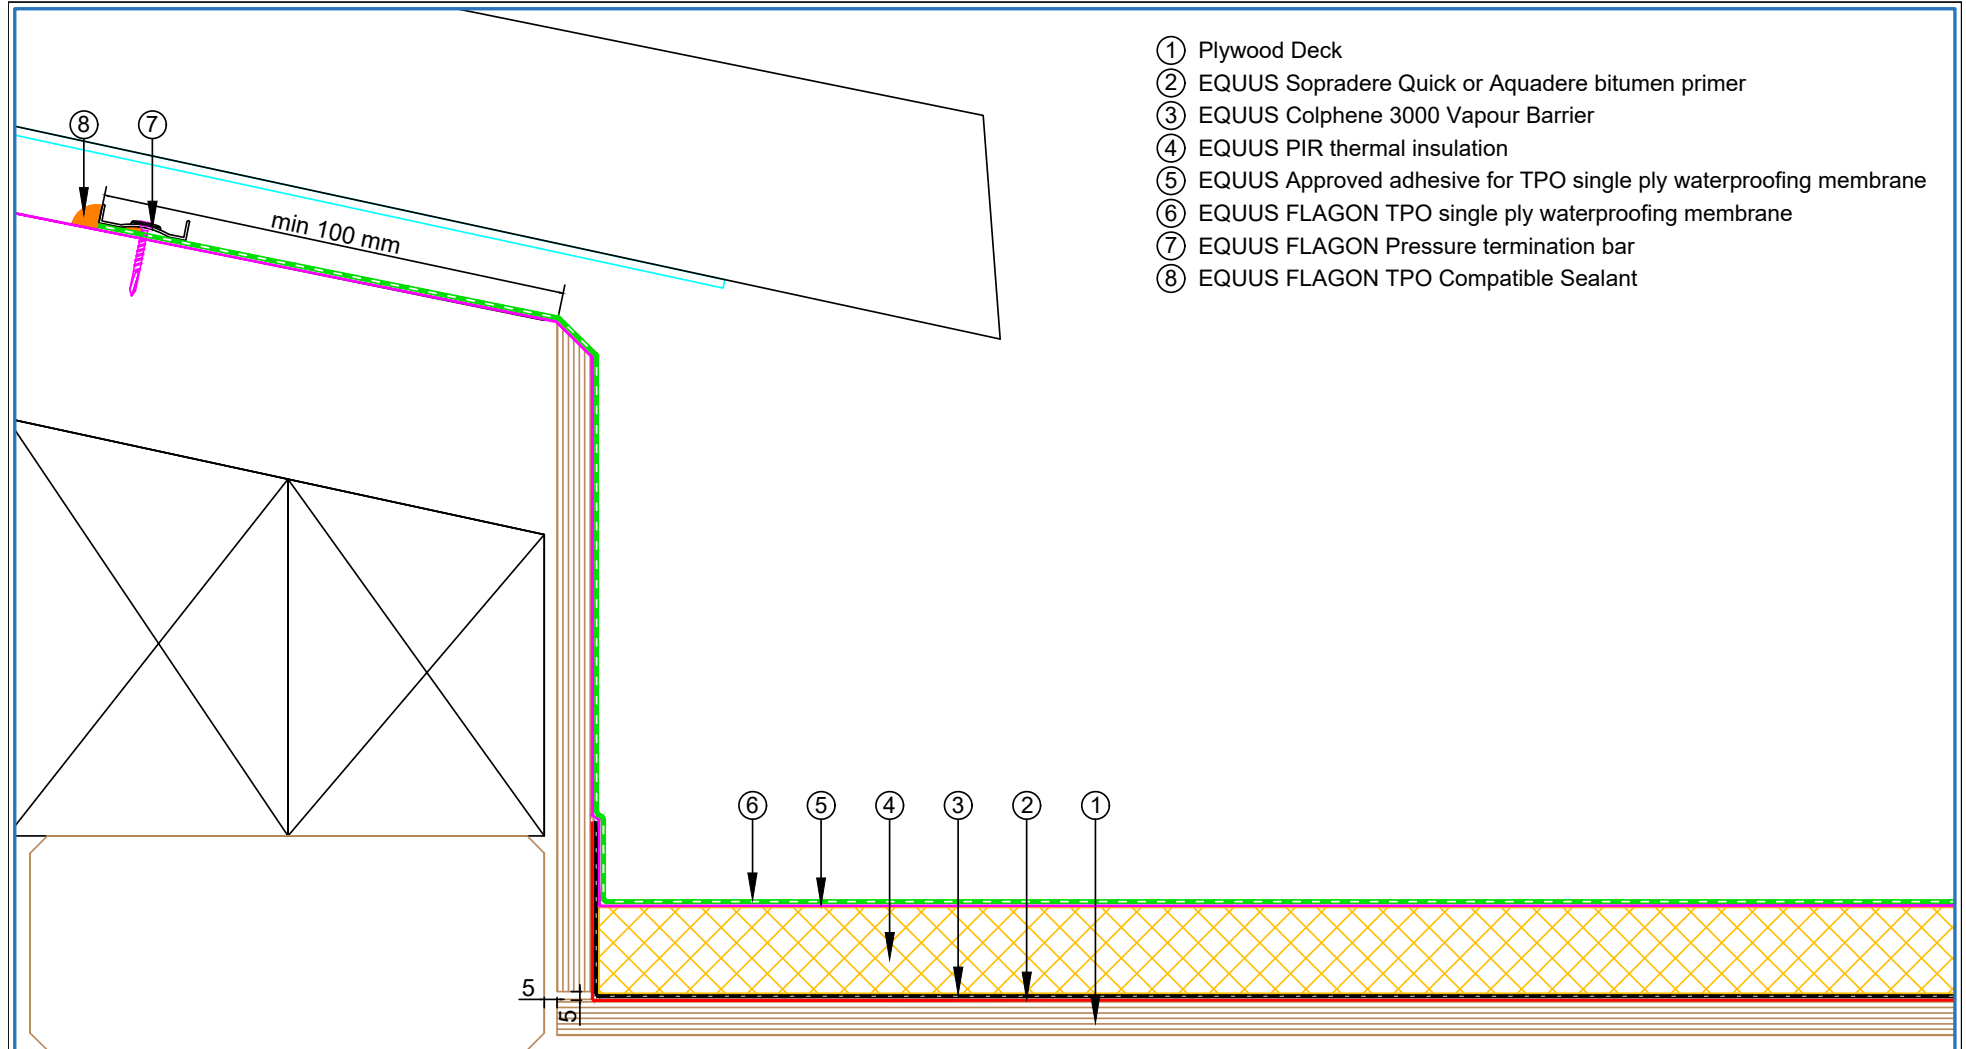 ① Plywood Deck
② EQUUS Sopradere Quick or Aquadere bitumen primer
③ EQUUS Colphene 3000 Vapour Barrier
④ EQUUS PIR thermal insulation
⑤ EQUUS Approved adhesive for TPO single ply waterproofing membrane
⑥ EQUUS FLAGON TPO single ply waterproofing membrane
⑦ EQUUS FLAGON Pressure termination bar
⑧ EQUUS FLAGON TPO Compatible Sealant
⑧ ⑦
min 100 mm
⑥ ⑤ ④ ③ ② ①
5
5